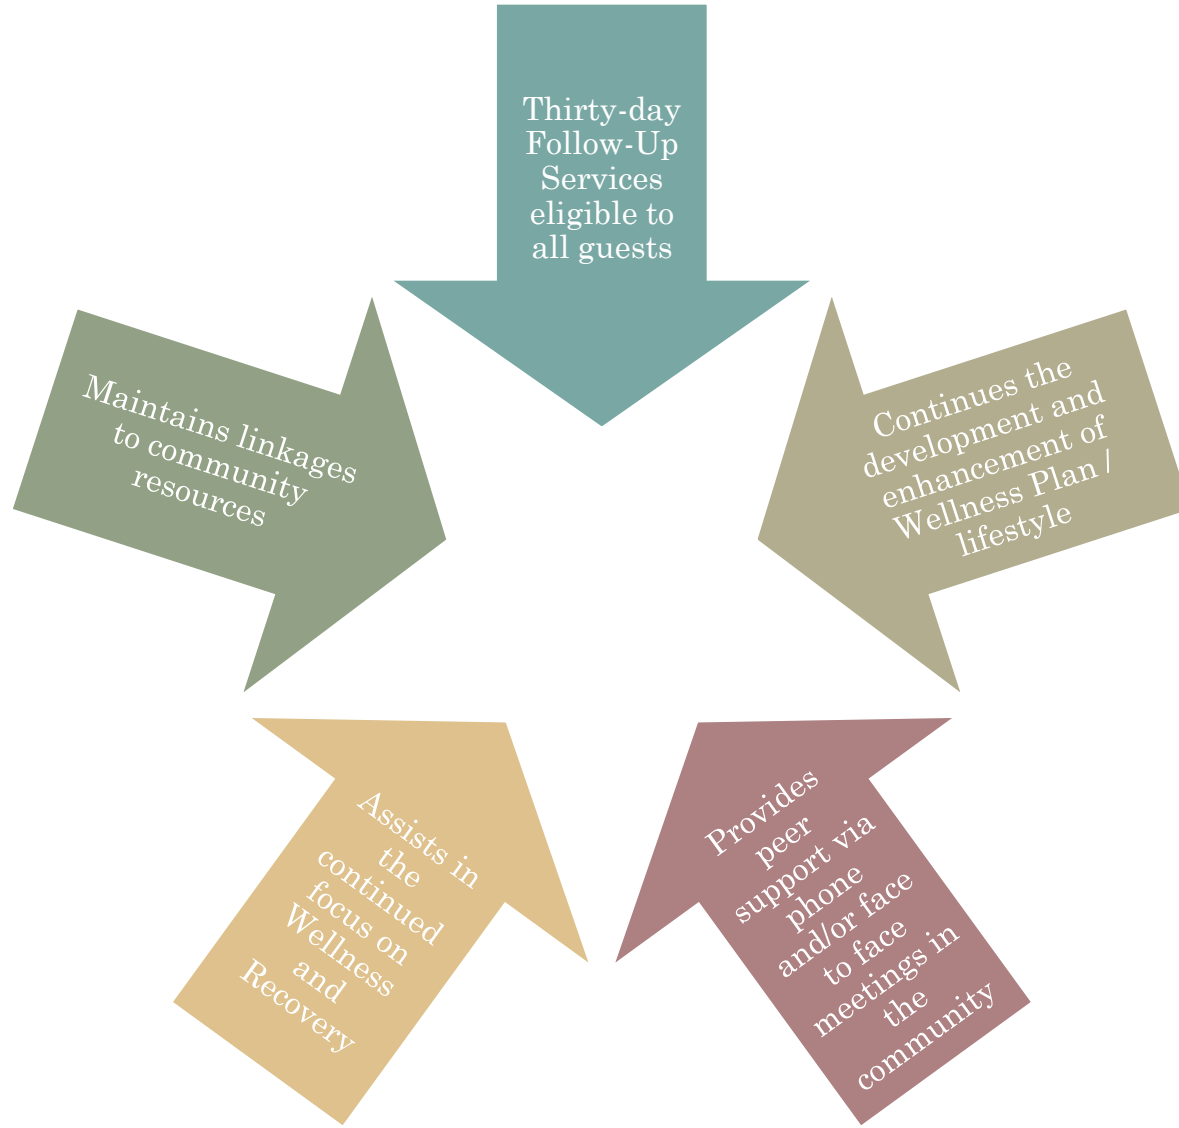 Thirty-day
Follow-Up
Services
eligible to
all guests
Continues the
development and
enhancement of
Wellness Plan /
lifestyle
Provides
peer
support via
phone
and/or face
to face
meetings in
the
community
Assists in
the
continued
focus on
Wellness
and
Recovery
Maintains linkages
to community
resources